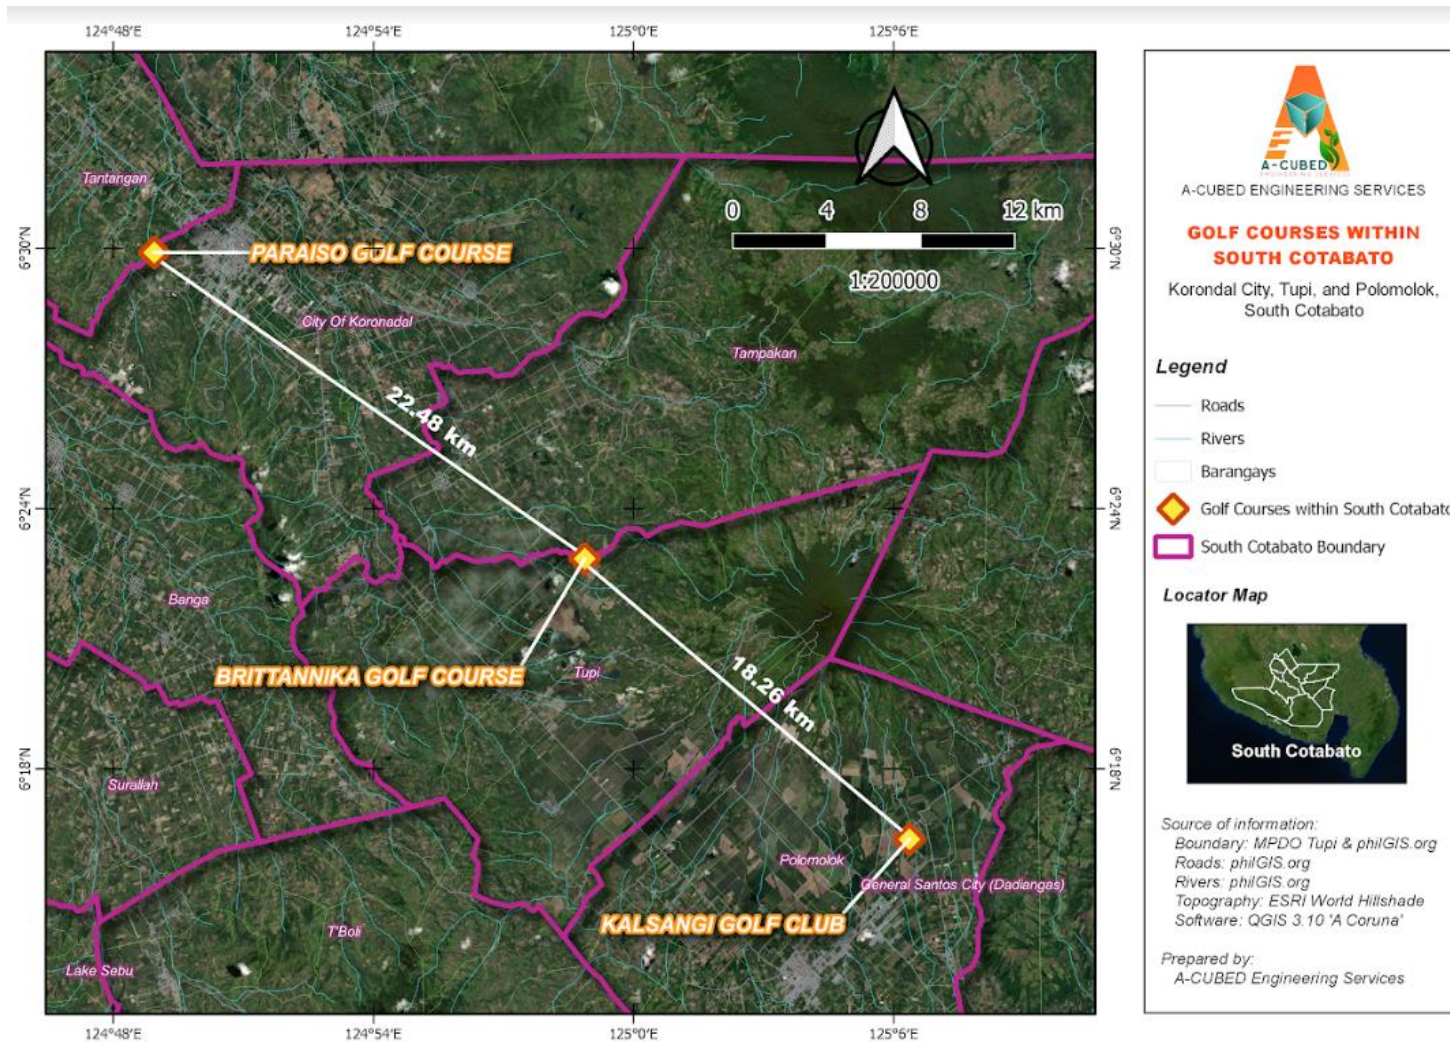 124°48'E
124°54'E
125°0'E
125°6'E
6°30'N
6°24'N
6°18'N
Tantangan
PARAISO GOLF COURSE
City Of Koronadal
0 4 8 12 km
1:200000
Tampakan
22.48 km
Banga
BRITTANNIKA GOLF COURSE
Tupi
18.26 km
Surallah
Polomolok
General Santos City (Dadiangas)
KALSANGI GOLF CLUB
T'Boli
Lake Sebu
6°30'N
6°24'N
6°18'N
124°48'E
124°54'E
125°0'E
125°6'E
A-CUBED
ENGINEERING SERVICES
A-CUBED ENGINEERING SERVICES
GOLF COURSES WITHIN
SOUTH COTABATO
Korondal City, Tupi, and Polomolok,
South Cotabato
Legend
Roads
Rivers
Barangays
Golf Courses within South Cotabato
South Cotabato Boundary
Locator Map
South Cotabato
Source of information:
Boundary: MPDO Tupi & philGIS.org
Roads: philGIS.org
Rivers: philGIS.org
Topography: ESRI World Hillshade
Software: QGIS 3.10 'A Coruna'
Prepared by:
A-CUBED Engineering Services